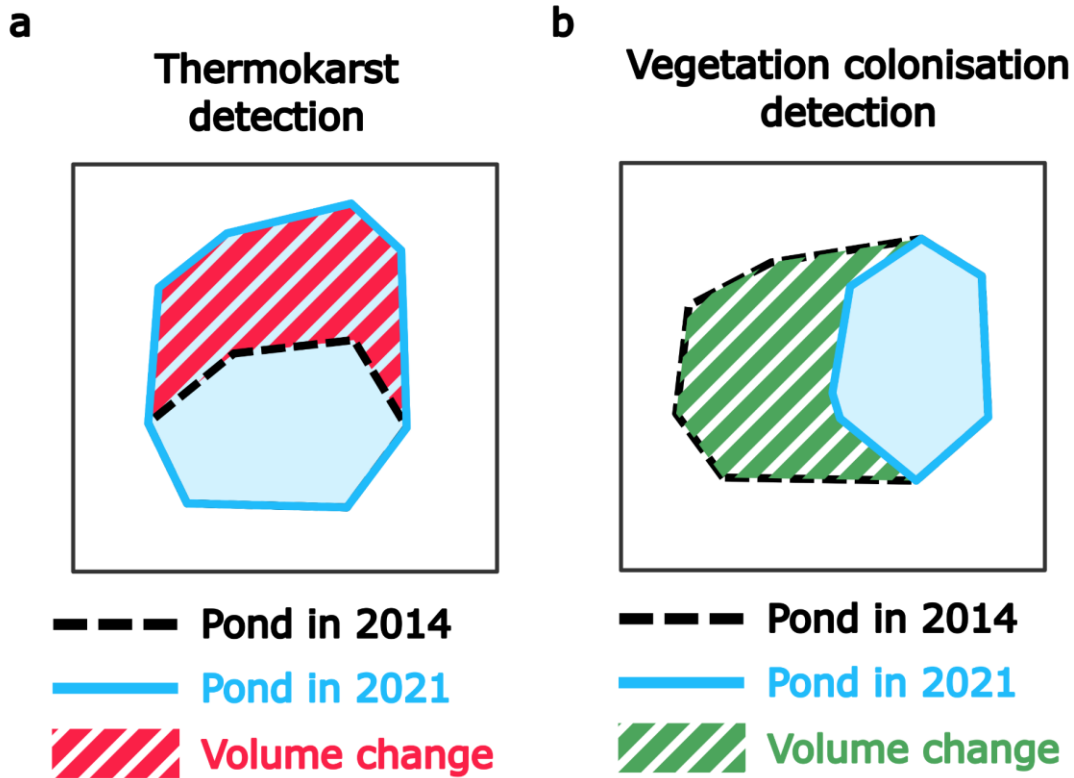 a
Thermokarst
detection
Pond in 2014
Pond in 2021
Volume change
b
Vegetation colonisation
detection
Pond in 2014
Pond in 2021
Volume change